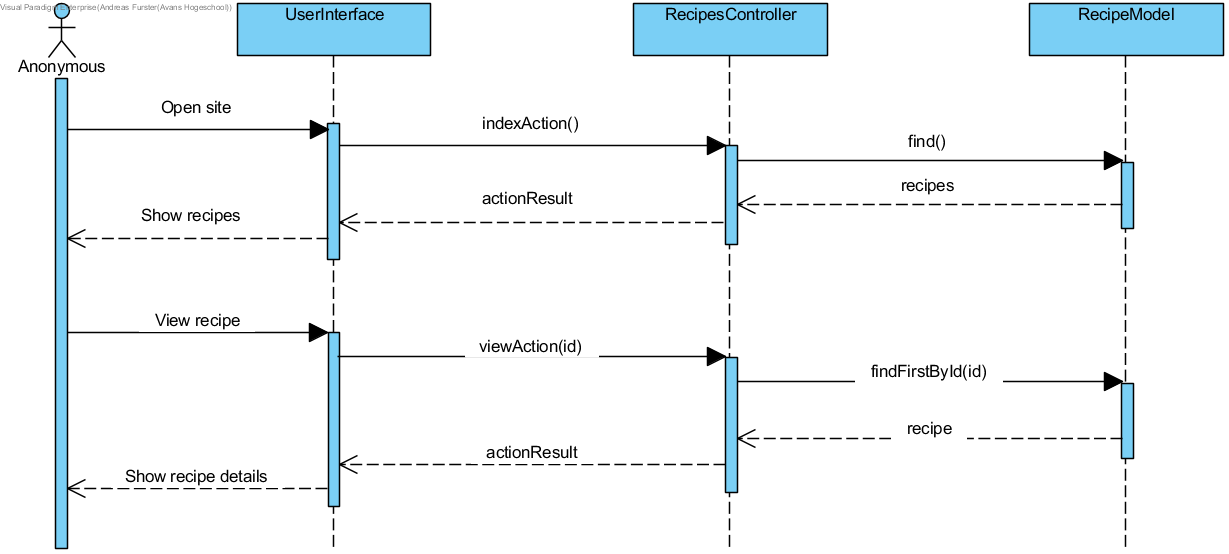 Visual Paradigm Enterprise(Andreas Furster(Avans Hogeschool))
UserInterface
RecipesController
RecipeModel
Anonymous
Open site
indexAction()
find()
recipes
actionResult
Show recipes
View recipe
viewAction(id)
findFirstById(id)
recipe
actionResult
Show recipe details